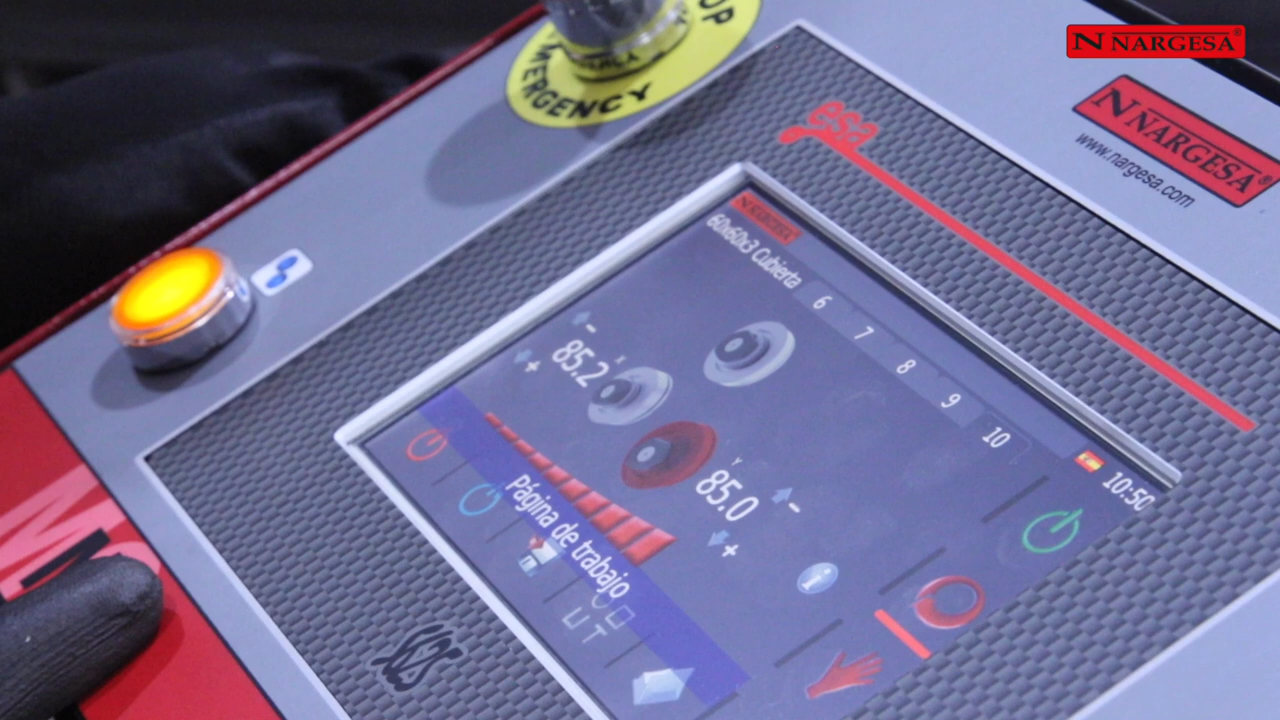 N NARGESA®
EMERGENCY
N NARGESA®
www.nargesa.com
esa
N NARGESA
60x60x3 Cubierta
6
7
8
9
10
10:50
-
+
X
85.2
Y
85.0
-
+
Página de trabajo
i
S625